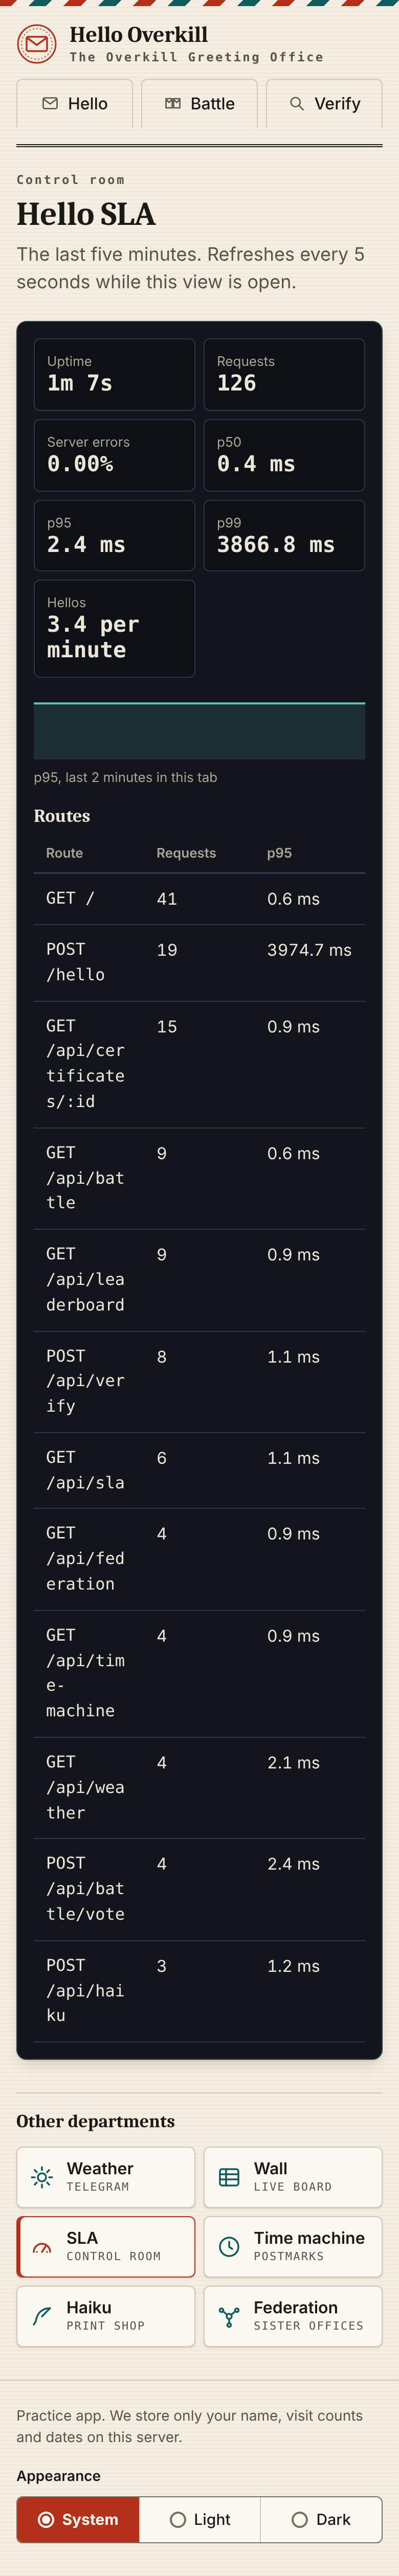 Hello Overkill
The Overkill Greeting Office
Hello
Battle
Verify
Control room
Hello SLA
The last five minutes. Refreshes every 5
seconds while this view is open.
Uptime
1m 7s
Requests
126
Server errors
0.00%
p50
0.4 ms
p95
2.4 ms
p99
3866.8 ms
Hellos
3.4 per
minute
p95, last 2 minutes in this tab
Routes
Route Requests p95
GET / 41 0.6 ms
POST 19 3974.7 ms
/hello
GET 15 0.9 ms
/api/cer
tificate
s/:id
GET 9 0.6 ms
/api/bat
tle
GET 9 0.9 ms
/api/lea
derboard
POST 8 1.1 ms
/api/ver
ify
GET 6 1.1 ms
/api/sla
GET 4 0.9 ms
/api/fed
eration
GET 4 0.9 ms
/api/tim
e-
machine
GET 4 2.1 ms
/api/wea
ther
POST 4 2.4 ms
/api/bat
tle/vote
POST 3 1.2 ms
/api/hai
ku
Other departments
Weather
TELEGRAM
Wall
LIVE BOARD
SLA
CONTROL ROOM
Time machine
POSTMARKS
Haiku
PRINT SHOP
Federation
SISTER OFFICES
Practice app. We store only your name, visit counts
and dates on this server.
Appearance
System
Light
Dark